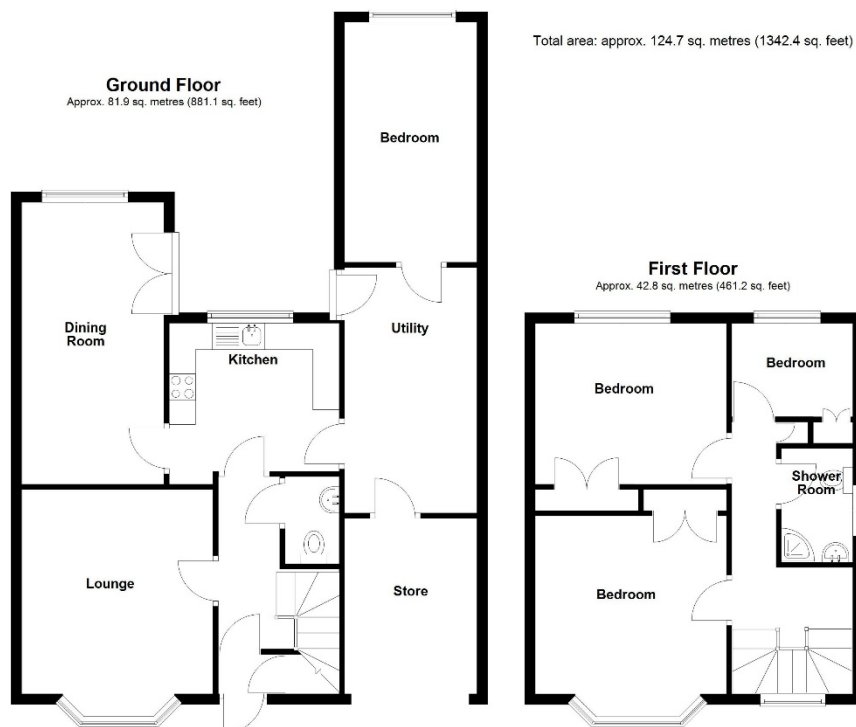 Total area: approx. 124.7 sq. metres (1342.4 sq. feet)
Ground Floor
Approx. 81.9 sq. metres (881.1 sq. feet)
Bedroom
Dining
Room
Kitchen
Utility
Lounge
Store
First Floor
Approx. 42.8 sq. metres (461.2 sq. feet)
Bedroom
Bedroom
Shower
Room
Bedroom